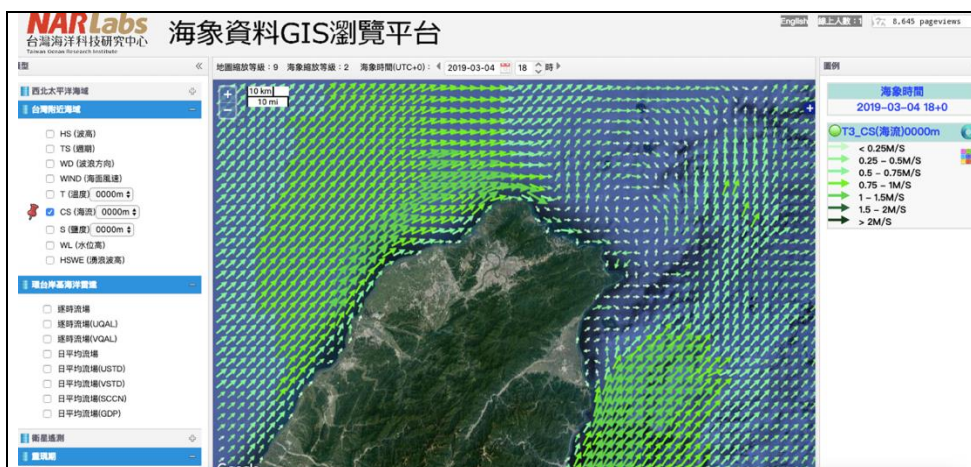 NARLabs
台灣海洋科技研究中心
Taiwan Ocean Research Institute
海象資料GIS瀏覽平台
English 線上人數：1 8,645 pageviews
地圖縮放等級：9 海象縮放等級：2 海象時間(UTC+0)： 2019-03-04 18 時
圖例
西北太平洋海域
台灣附近海域
HS (波高)
TS (週期)
WD (波浪方向)
WIND (海面風速)
T (溫度) 0000m
CS (海流) 0000m
S (鹽度) 0000m
WL (水位高)
HSWE (湧浪波高)
環台岸基海洋雷達
逐時流場
逐時流場(UQAL)
逐時流場(VQAL)
日平均流場
日平均流場(USTD)
日平均流場(VSTD)
日平均流場(SCCN)
日平均流場(GDP)
衛星遙測
重現期
10 km
10 mi
海象時間
2019-03-04 18+0
T3_CS(海流)0000m
< 0.25M/S
0.25 - 0.5M/S
0.5 - 0.75M/S
0.75 - 1M/S
1 - 1.5M/S
1.5 - 2M/S
> 2M/S